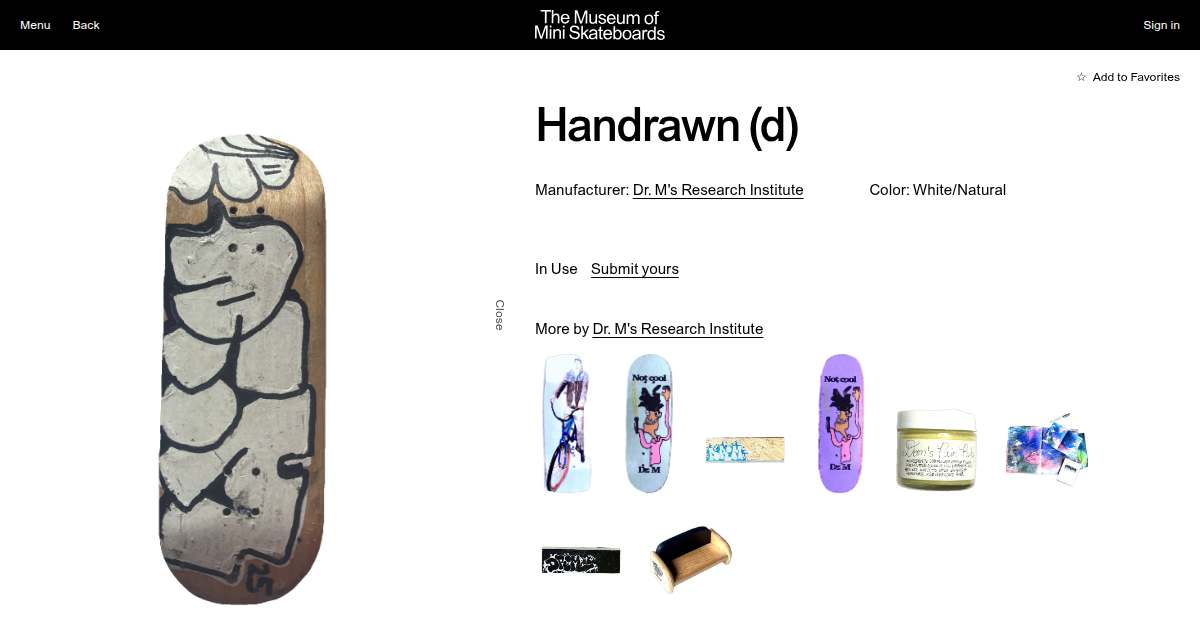 Menu
Back
The Museum of
Mini Skateboards
Sign in
☆ Add to Favorites
Handrawn (d)
Manufacturer: Dr. M's Research Institute
Color: White/Natural
In Use
Submit yours
Close
More by Dr. M's Research Institute
Not cool
Dr. M
Not cool
Dr. M